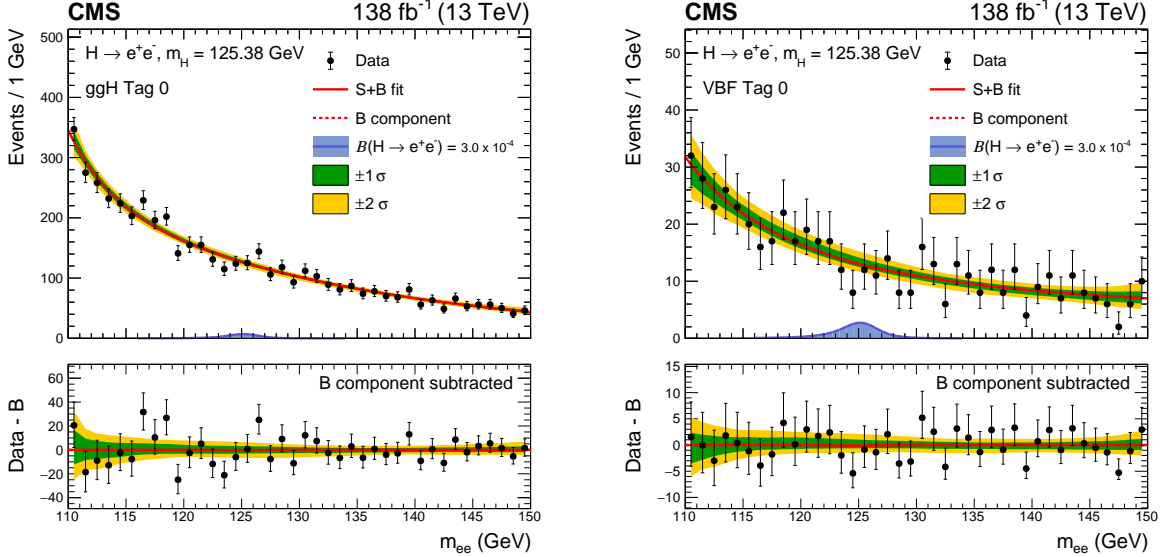 CMS 138 fb⁻¹ (13 TeV)
H → e⁺e⁻, m_H = 125.38 GeV
ggH Tag 0
Data
S+B fit
B component
B(H → e⁺e⁻) = 3.0 x 10⁻⁴
±1 σ
±2 σ
Events / 1 GeV
500
400
300
200
100
0
B component subtracted
Data - B
60
40
20
0
−20
−40
110 115 120 125 130 135 140 145 150
m_ee (GeV)
CMS 138 fb⁻¹ (13 TeV)
H → e⁺e⁻, m_H = 125.38 GeV
VBF Tag 0
Data
S+B fit
B component
B(H → e⁺e⁻) = 3.0 x 10⁻⁴
±1 σ
±2 σ
Events / 1 GeV
50
40
30
20
10
0
B component subtracted
Data - B
15
10
5
0
−5
−10
110 115 120 125 130 135 140 145 150
m_ee (GeV)